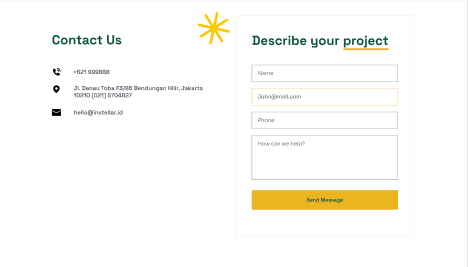 Contact Us
+621 999888
Jl. Danau Toba F3/68 Bendungan Hilir, Jakarta
10210 (021) 5704827
hello@instellar.id
Describe your project
Name
John@mail.com
Phone
How can we help?
Send Message